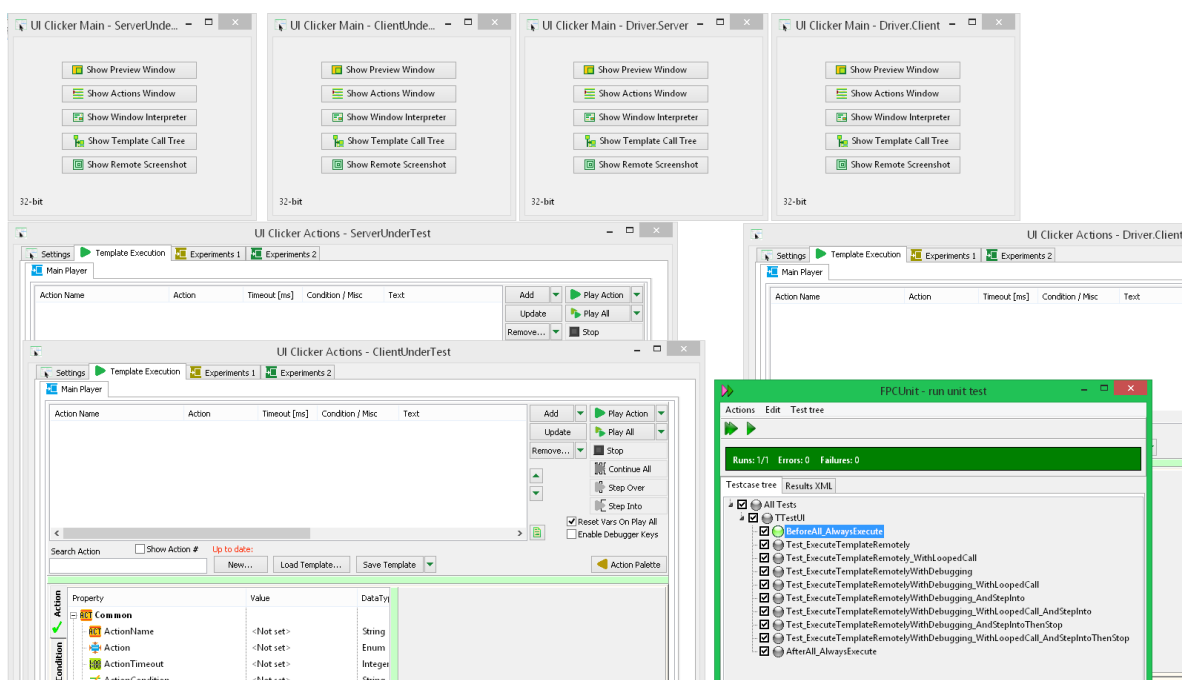 UI Clicker Main - ServerUnde...
Show Preview Window
Show Actions Window
Show Window Interpreter
Show Template Call Tree
Show Remote Screenshot
32-bit
UI Clicker Main - ClientUnde...
Show Preview Window
Show Actions Window
Show Window Interpreter
Show Template Call Tree
Show Remote Screenshot
32-bit
UI Clicker Main - Driver.Server
Show Preview Window
Show Actions Window
Show Window Interpreter
Show Template Call Tree
Show Remote Screenshot
32-bit
UI Clicker Main - Driver.Client
Show Preview Window
Show Actions Window
Show Window Interpreter
Show Template Call Tree
Show Remote Screenshot
32-bit
UI Clicker Actions - ServerUnderTest
Settings Template Execution Experiments 1 Experiments 2
Main Player
Action Name Action Timeout [ms] Condition / Misc Text
Add Play Action
Update Play All
Remove... Stop
UI Clicker Actions - Driver.Client
Settings Template Execution Experiments 1 Experiments 2
Main Player
Action Name Action Timeout [ms] Condition / Misc Text
UI Clicker Actions - ClientUnderTest
Settings Template Execution Experiments 1 Experiments 2
Main Player
Action Name Action Timeout [ms] Condition / Misc Text
Add Play Action
Update Play All
Remove... Stop
Continue All
Step Over
Step Into
Reset Vars On Play All
Enable Debugger Keys
Search Action Show Action # Up to date:
New... Load Template... Save Template Action Palette
Action
Condition
Property Value DataTy
ACT Common
ACT ActionName <Not set> String
Action <Not set> Enum
ActionTimeout <Not set> Integer
ActionCondition <Not set> String
FPCUnit - run unit test
Actions Edit Test tree
Runs: 1/1 Errors: 0 Failures: 0
Testcase tree Results XML
All Tests
TTestUI
BeforeAll_AlwaysExecute
Test_ExecuteTemplateRemotely
Test_ExecuteTemplateRemotely_WithLoopedCall
Test_ExecuteTemplateRemotelyWithDebugging
Test_ExecuteTemplateRemotelyWithDebugging_WithLoopedCall
Test_ExecuteTemplateRemotelyWithDebugging_AndStepInto
Test_ExecuteTemplateRemotelyWithDebugging_WithLoopedCall_AndStepInto
Test_ExecuteTemplateRemotelyWithDebugging_AndStepIntoThenStop
Test_ExecuteTemplateRemotelyWithDebugging_WithLoopedCall_AndStepIntoThenStop
AfterAll_AlwaysExecute